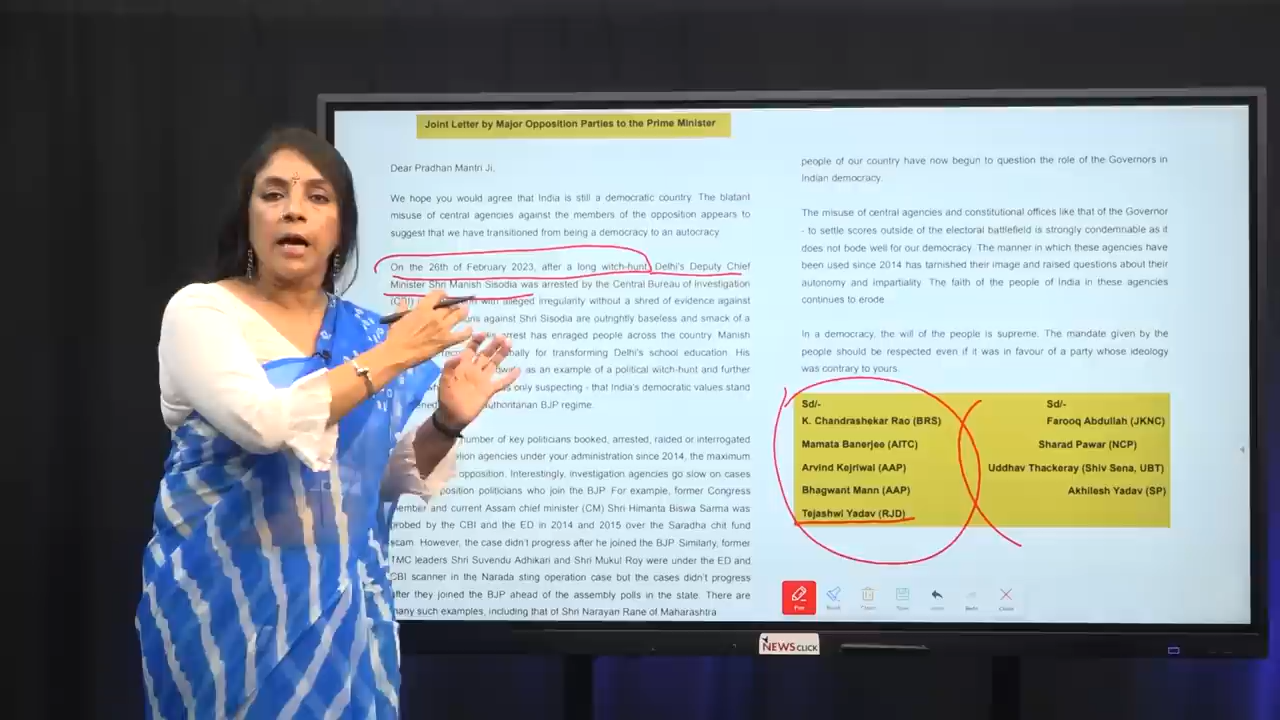 Joint Letter by Major Opposition Parties to the Prime Minister
Dear Pradhan Mantri Ji,
We hope you would agree that India is still a democratic country. The blatant
misuse of central agencies against the members of the opposition appears to
suggest that we have transitioned from being a democracy to an autocracy
On the 26th of February 2023, after a long witch-hunt, Delhi's Deputy Chief
Minister Shri Manish Sisodia was arrested by the Central Bureau of Investigation
(CBI) with alleged irregularity without a shred of evidence against
against Shri Sisodia are outrightly baseless and smack of a
arrest has enraged people across the country. Manish
for transforming Delhi's school education. His
as an example of a political witch-hunt and further
only suspecting - that India's democratic values stand
authoritarian BJP regime.
number of key politicians booked, arrested, raided or interrogated
agencies under your administration since 2014, the maximum
opposition. Interestingly, investigation agencies go slow on cases
politicians who join the BJP. For example, former Congress
member and current Assam chief minister (CM) Shri Himanta Biswa Sarma was
probed by the CBI and the ED in 2014 and 2015 over the Saradha chit fund
scam. However, the case didn't progress after he joined the BJP Similarly, former
TMC leaders Shri Suvendu Adhikari and Shri Mukul Roy were under the ED and
CBI scanner in the Narada sting operation case but the cases didn't progress
after they joined the BJP ahead of the assembly polls in the state. There are
many such examples, including that of Shri Narayan Rane of Maharashtra
people of our country have now begun to question the role of the Governors in
Indian democracy.
The misuse of central agencies and constitutional offices like that of the Governor
- to settle scores outside of the electoral battlefield is strongly condemnable as it
does not bode well for our democracy. The manner in which these agencies have
been used since 2014 has tarnished their image and raised questions about their
autonomy and impartiality. The faith of the people of India in these agencies
continues to erode
In a democracy, the will of the people is supreme. The mandate given by the
people should be respected even if it was in favour of a party whose ideology
was contrary to yours.
Sd/-
K. Chandrashekar Rao (BRS)
Mamata Banerjee (AITC)
Arvind Kejriwal (AAP)
Bhagwant Mann (AAP)
Tejashwi Yadav (RJD)
Sd/-
Farooq Abdullah (JKNC)
Sharad Pawar (NCP)
Uddhav Thackeray (Shiv Sena, UBT)
Akhilesh Yadav (SP)
Pen
Close
NEWSCLICK